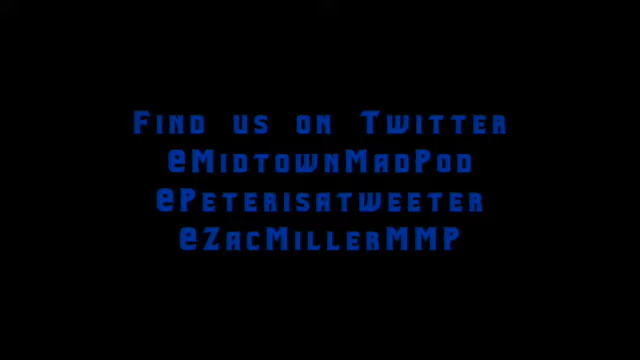 Find us on Twitter
@MidtownMadPod
@Peterisatweeter
@ZacMillerMMP